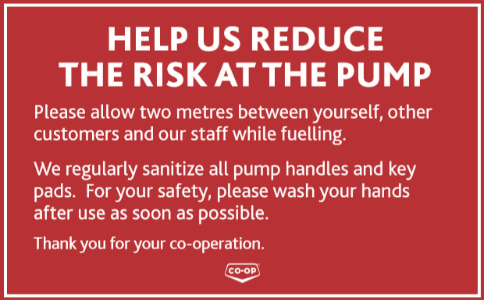 HELP US REDUCE
THE RISK AT THE PUMP
Please allow two metres between yourself, other
customers and our staff while fuelling.
We regularly sanitize all pump handles and key
pads.  For your safety, please wash your hands
after use as soon as possible.
Thank you for your co-operation.
CO-OP